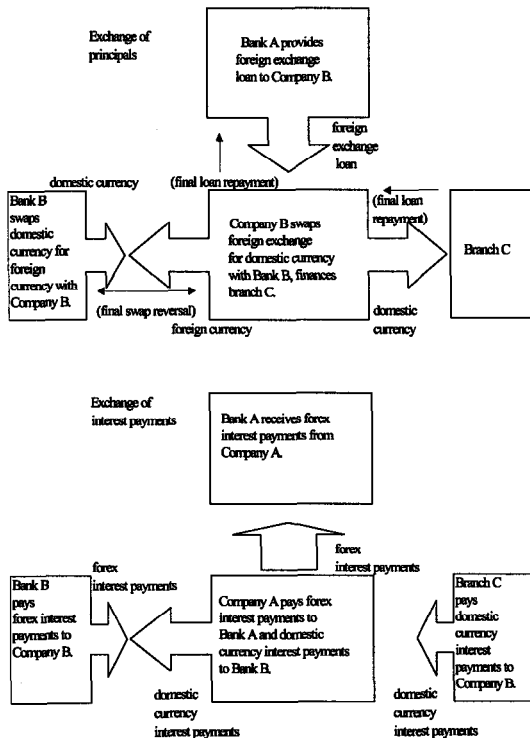 Exchange of
principals
Bank A provides
foreign exchange
loan to Company B.
foreign
exchange
loan
domestic currency
(final loan repayment)
(final loan
repayment)
Bank B
swaps
domestic
currency for
foreign
currency with
Company B.
Company B swaps
foreign exchange
for domestic currency
with Bank B, finances
branch C.
Branch C
(final swap reversal)
foreign currency
domestic
currency
Exchange of
interest payments
Bank A receives forex
interest payments from
Company A.
forex
interest payments
forex
interest payments
Bank B
pays
forex interest
payments to
Company B.
Company A pays forex
interest payments to
Bank A and domestic
currency interest payments
to Bank B.
Branch C
pays
domestic
currency
interest
payments to
Company B.
domestic
currency
interest payments
domestic
currency
interest payments